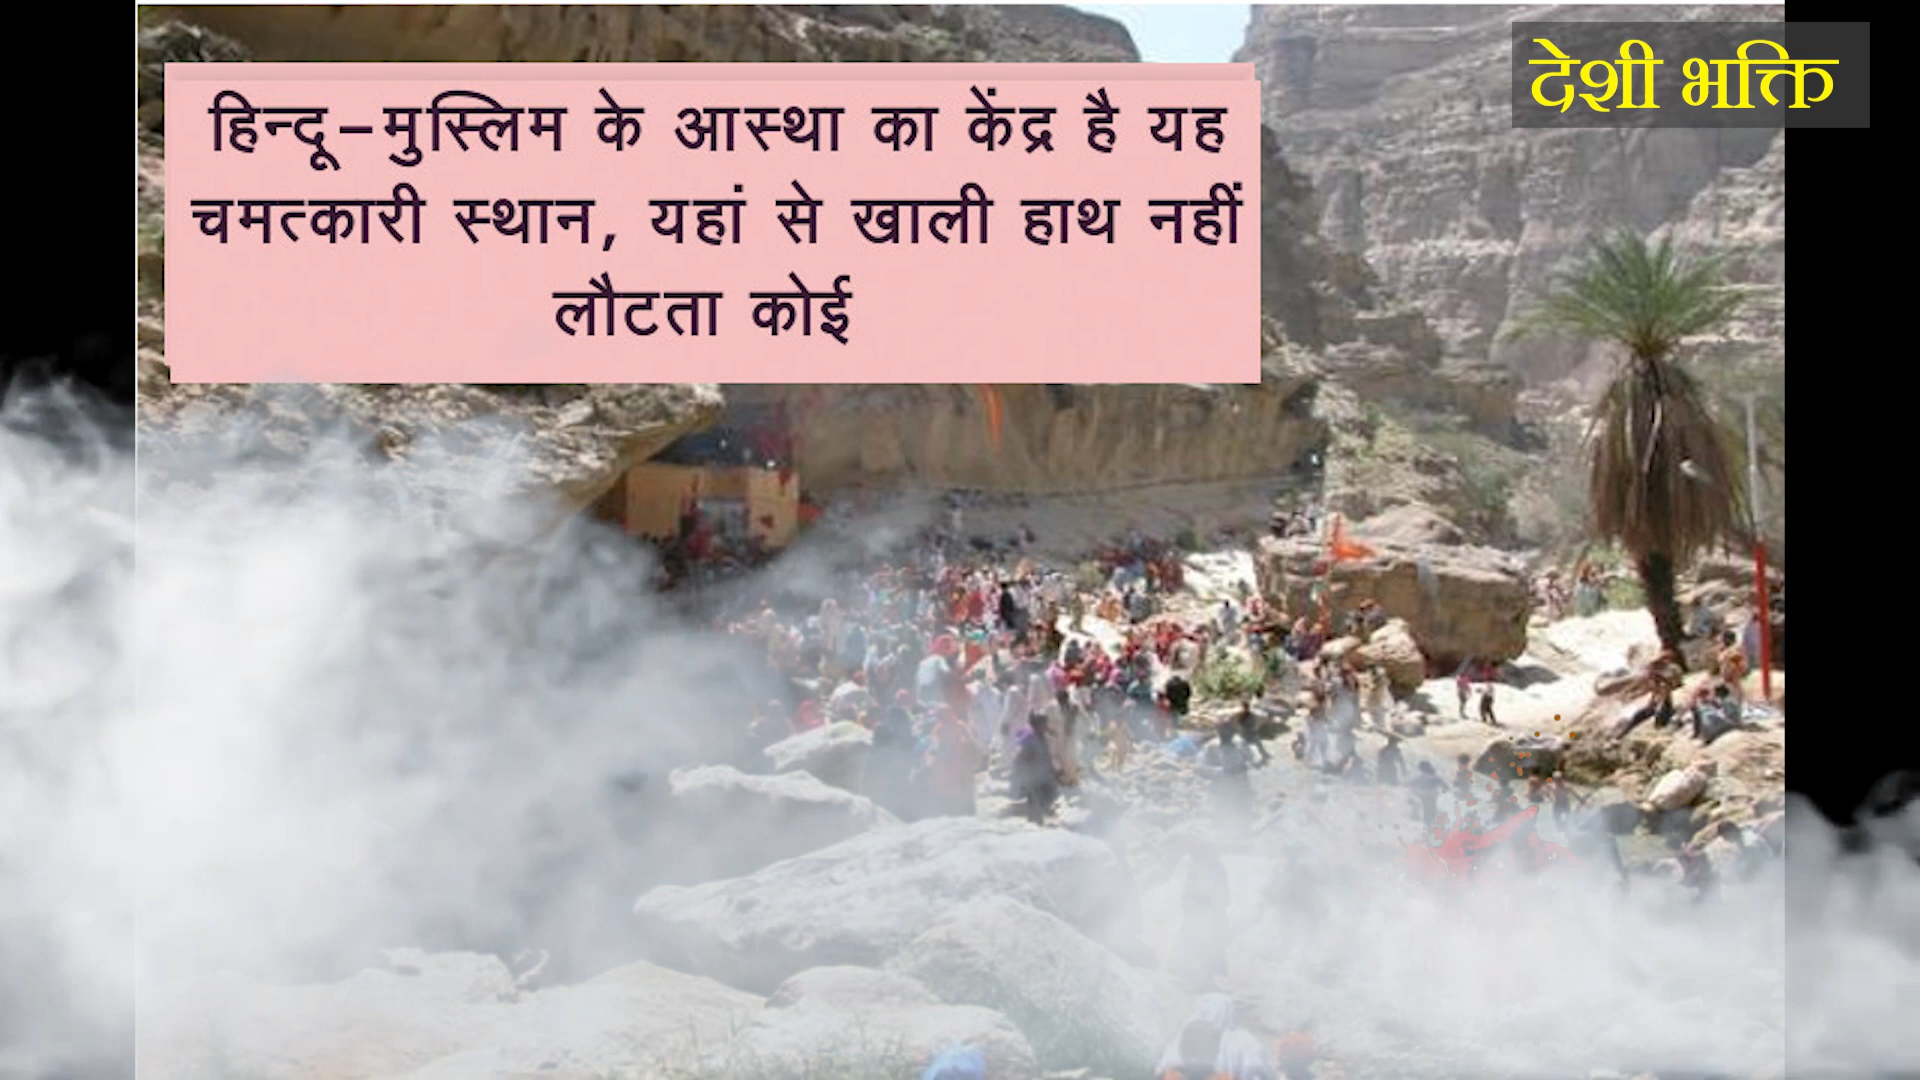 देशी भक्ति
हिन्दू-मुस्लिम के आस्था का केंद्र है यह
चमत्कारी स्थान, यहां से खाली हाथ नहीं
लौटता कोई